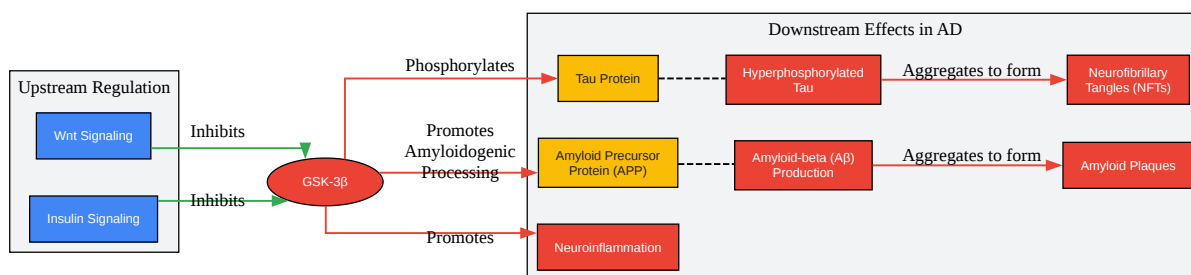 Downstream Effects in AD
Upstream Regulation
Wnt Signaling
Insulin Signaling
Inhibits
Inhibits
GSK-3β
Phosphorylates
Tau Protein
Hyperphosphorylated
Tau
Aggregates to form
Neurofibrillary
Tangles (NFTs)
Promotes
Amyloidogenic
Processing
Amyloid Precursor
Protein (APP)
Amyloid-beta (Aβ)
Production
Aggregates to form
Amyloid Plaques
Promotes
Neuroinflammation